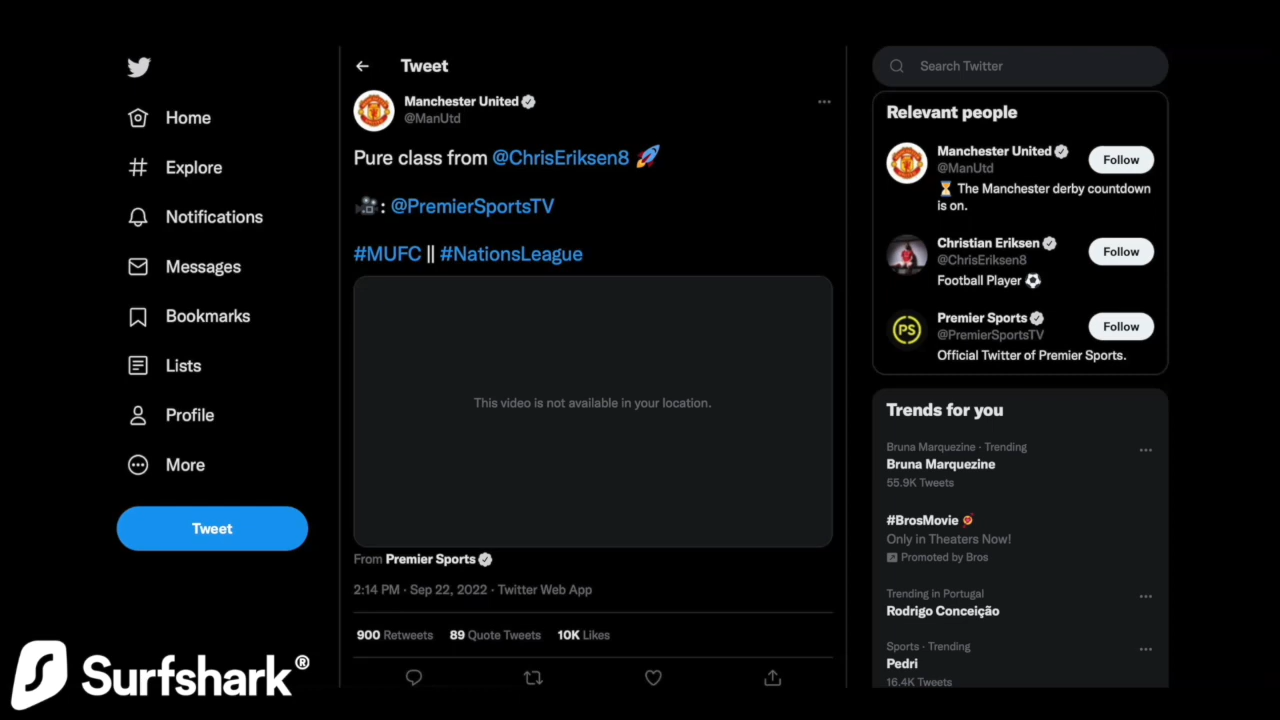 Home
Explore
Notifications
Messages
Bookmarks
Lists
Profile
More
Tweet
Surfshark®
Tweet
Manchester United
@ManUtd
Pure class from @ChrisEriksen8 🚀
🎥: @PremierSportsTV
#MUFC || #NationsLeague
This video is not available in your location.
From Premier Sports
2:14 PM · Sep 22, 2022 · Twitter Web App
900 Retweets 89 Quote Tweets 10K Likes
Search Twitter
Relevant people
Manchester United
@ManUtd
Follow
⏳ The Manchester derby countdown
is on.
Christian Eriksen
@ChrisEriksen8
Follow
Football Player ⚽
PS
Premier Sports
@PremierSportsTV
Follow
Official Twitter of Premier Sports.
Trends for you
Bruna Marquezine · Trending
Bruna Marquezine
55.9K Tweets
#BrosMovie
Only in Theaters Now!
Promoted by Bros
Trending in Portugal
Rodrigo Conceição
Sports · Trending
Pedri
16.4K Tweets